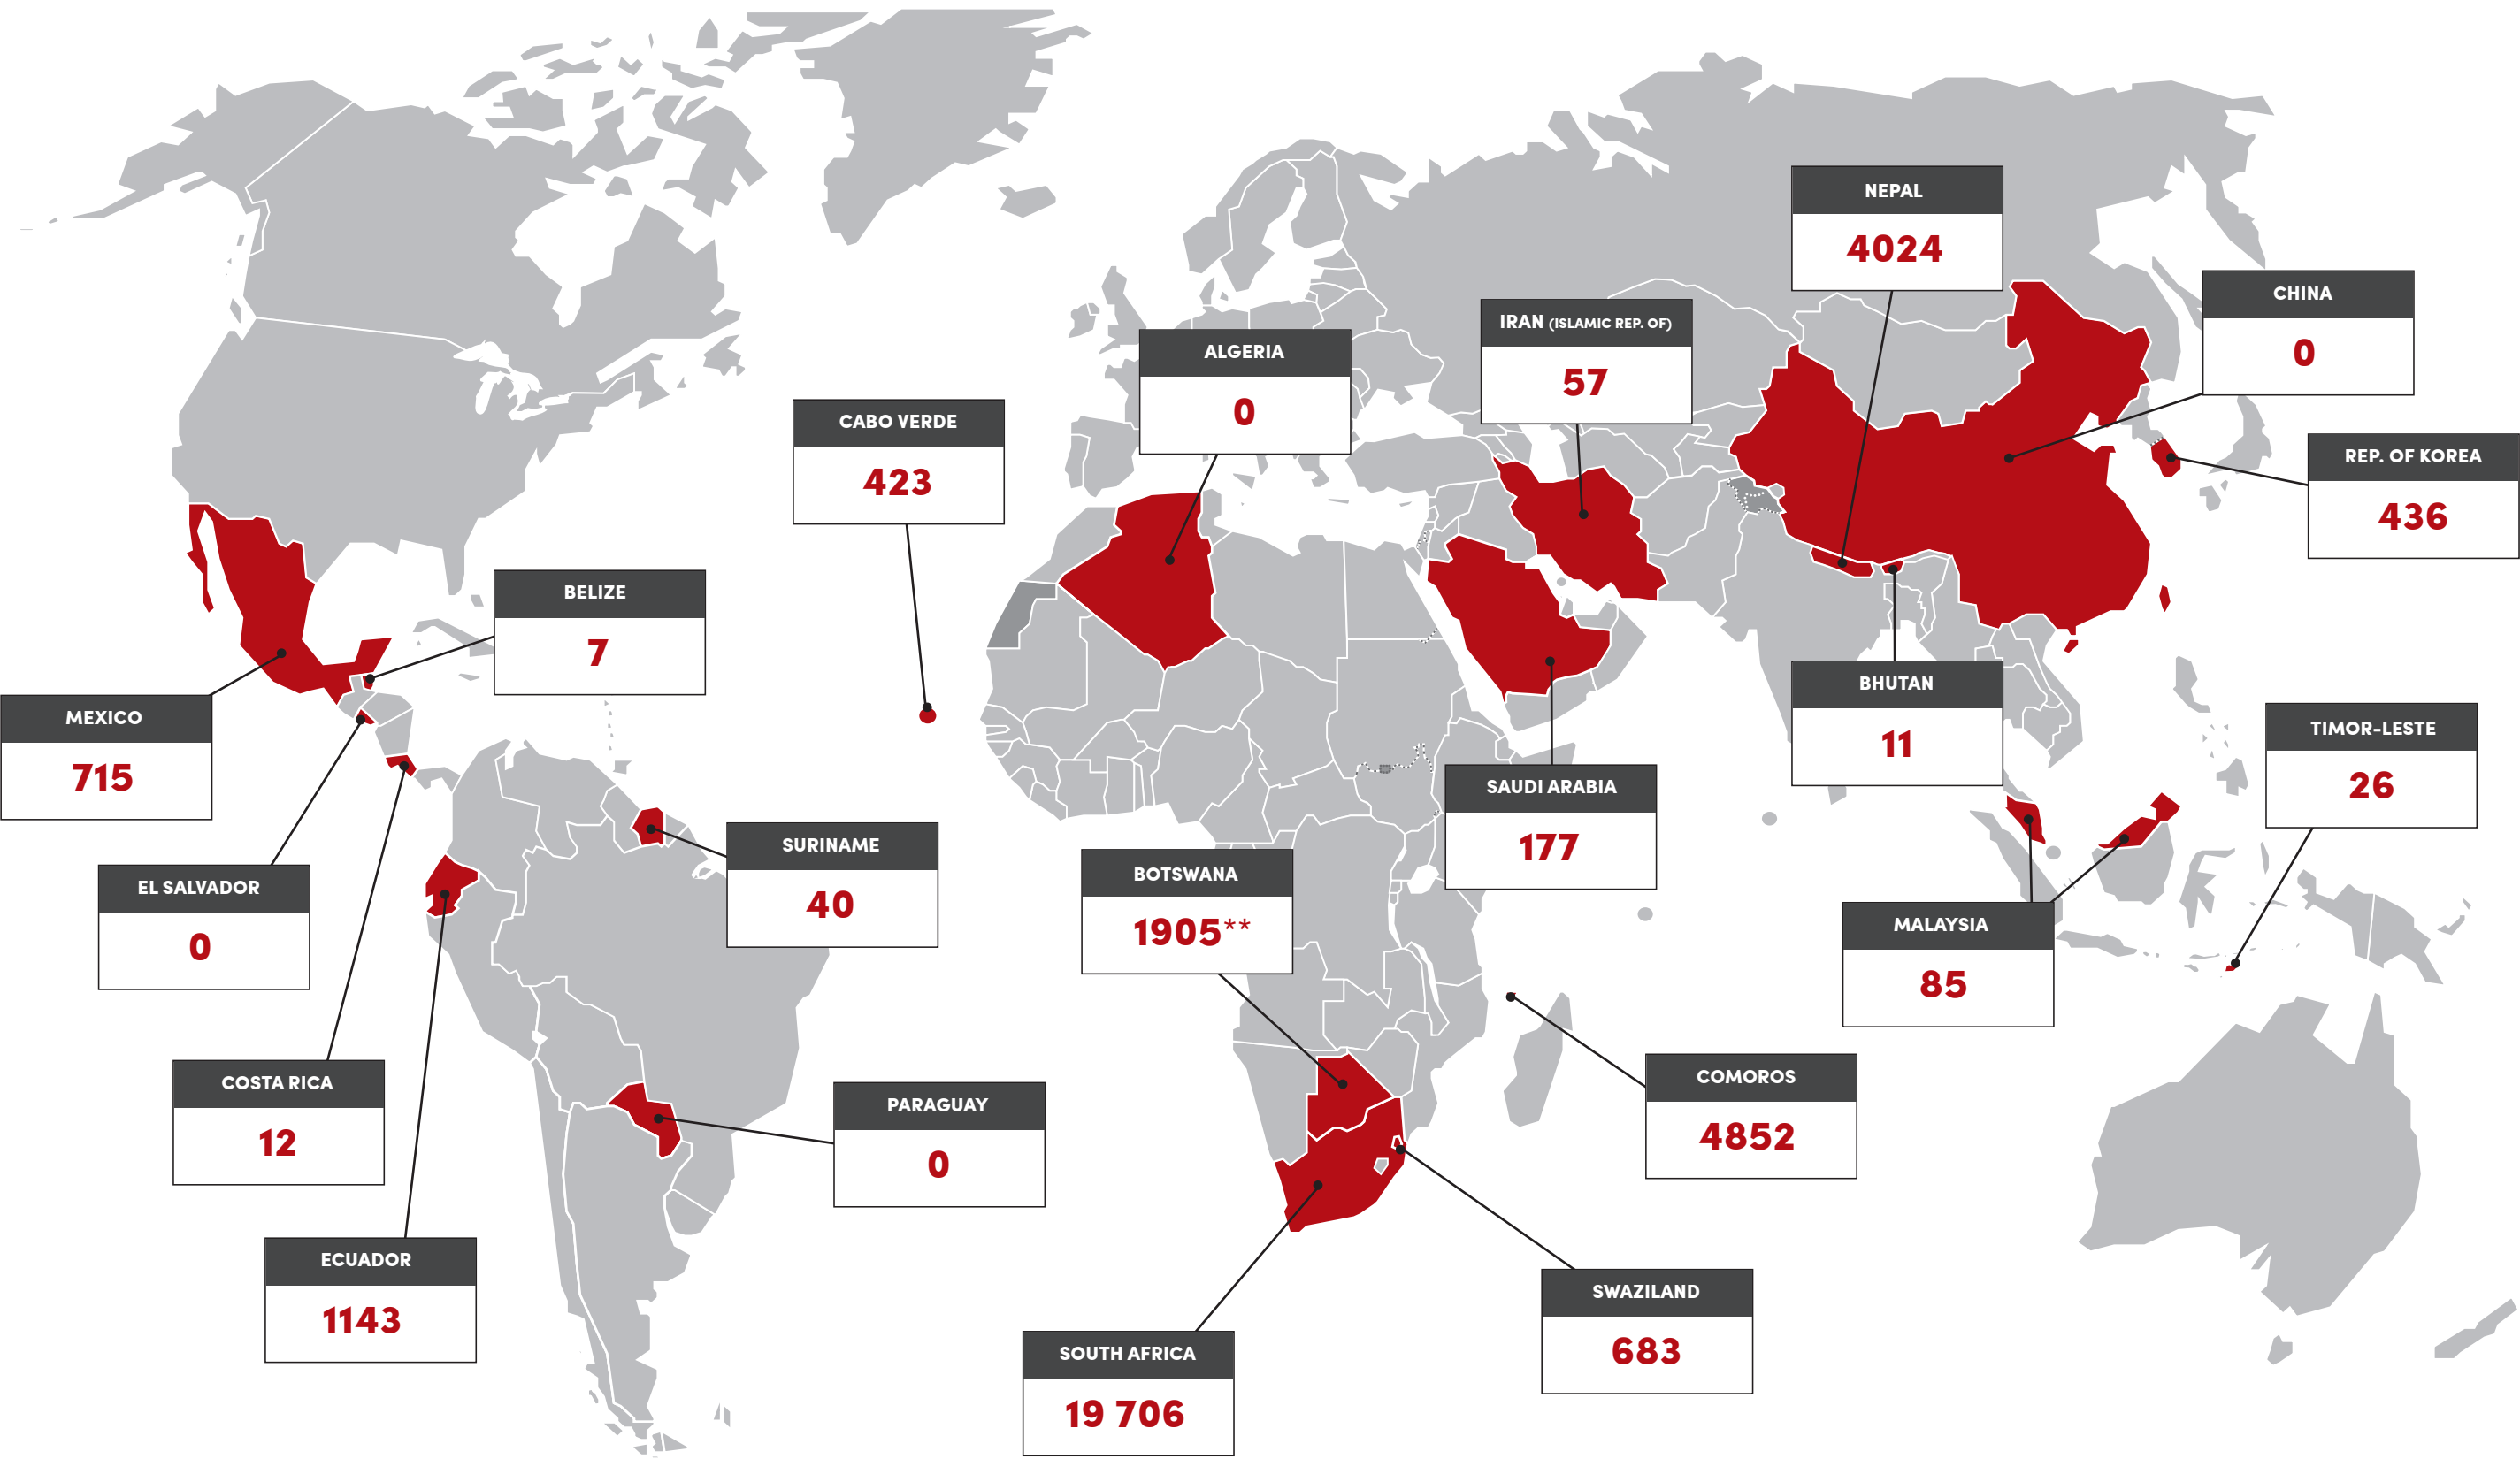 NEPAL
4024
CHINA
0
IRAN (ISLAMIC REP. OF)
57
ALGERIA
0
CABO VERDE
423
REP. OF KOREA
436
BELIZE
7
BHUTAN
11
MEXICO
715
TIMOR-LESTE
26
SAUDI ARABIA
177
SURINAME
40
BOTSWANA
1905**
EL SALVADOR
0
MALAYSIA
85
COSTA RICA
12
COMOROS
4852
PARAGUAY
0
ECUADOR
1143
SWAZILAND
683
SOUTH AFRICA
19 706